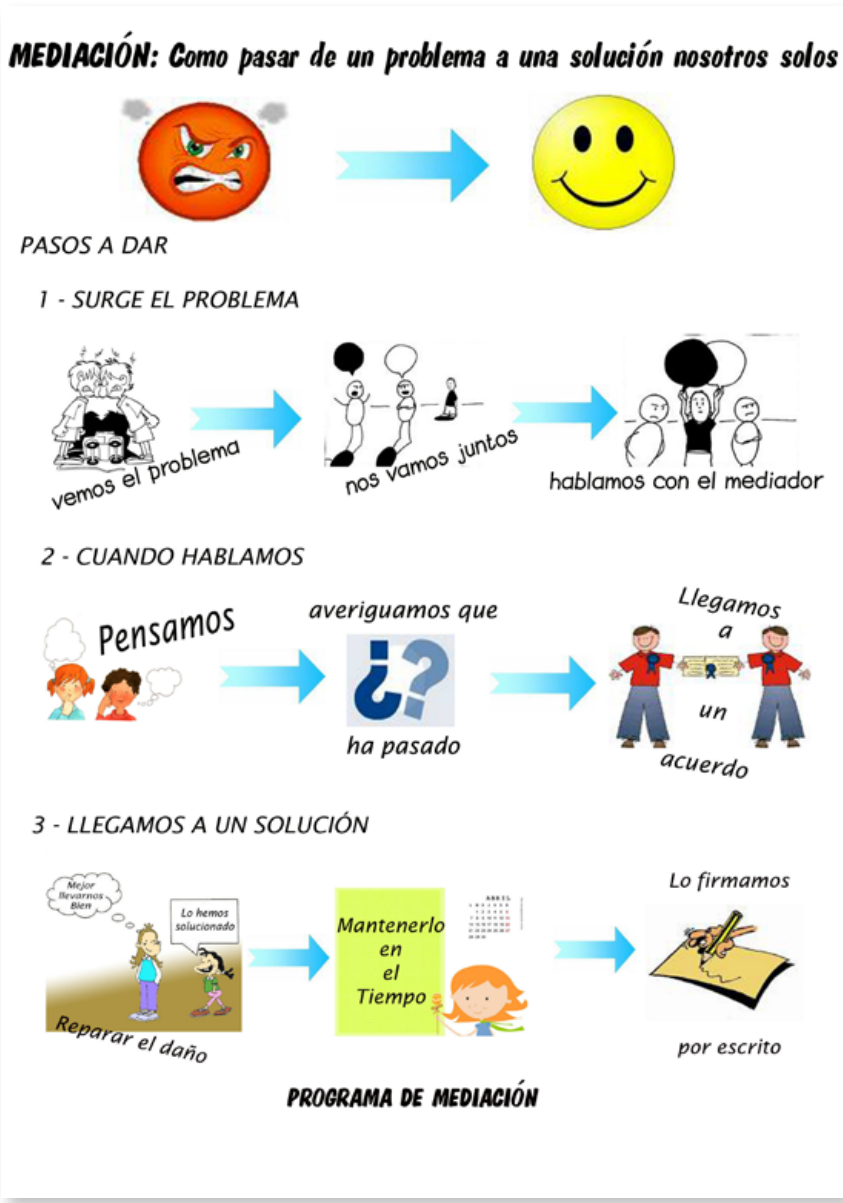 MEDIACIÓN: Como pasar de un problema a una solución nosotros solos
PASOS A DAR
1 - SURGE EL PROBLEMA
vemos el problema
nos vamos juntos
hablamos con el mediador
2 - CUANDO HABLAMOS
Pensamos
averiguamos que
¿?
ha pasado
Llegamos
a
un
acuerdo
3 - LLEGAMOS A UN SOLUCIÓN
Mejor
llevarnos
Bien
Lo hemos
solucionado
Reparar el daño
Mantenerlo
en
el
Tiempo
ABRIL
Lo firmamos
por escrito
PROGRAMA DE MEDIACIÓN